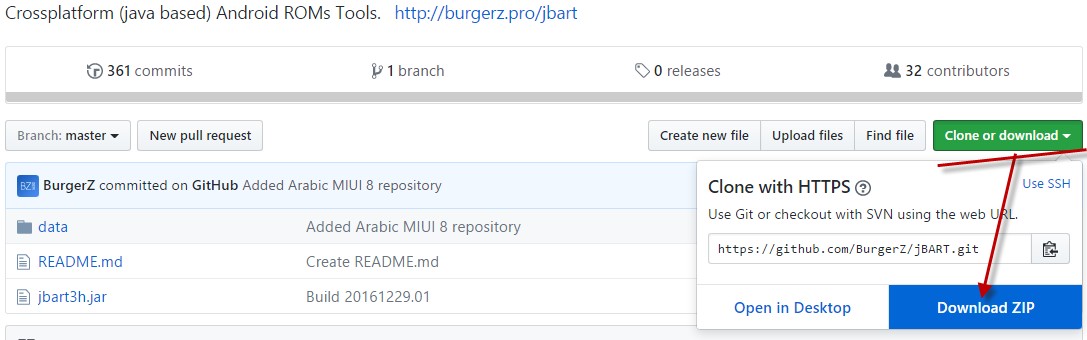 Crossplatform (java based) Android ROMs Tools. http://burgerz.pro/jbart
361 commits 1 branch 0 releases 32 contributors
Branch: master New pull request Create new file Upload files Find file Clone or download
BZ BurgerZ committed on GitHub Added Arabic MIUI 8 repository
Clone with HTTPS ? Use SSH
Use Git or checkout with SVN using the web URL.
data Added Arabic MIUI 8 repository
https://github.com/BurgerZ/jBART.git
README.md Create README.md
jbart3h.jar Build 20161229.01
Open in Desktop Download ZIP